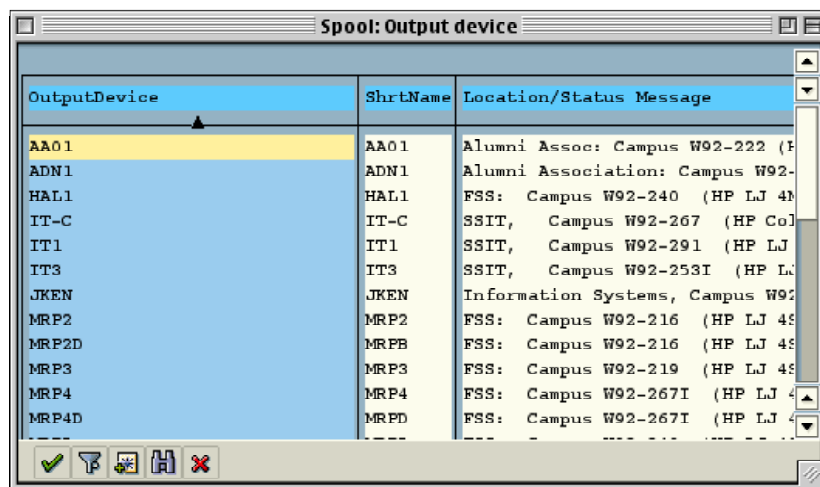 Spool: Output device
OutputDevice ShrtName Location/Status Message
AA01 AA01 Alumni Assoc: Campus W92-222 (H
ADN1 ADN1 Alumni Association: Campus W92-
HAL1 HAL1 FSS: Campus W92-240 (HP LJ 4M
IT-C IT-C SSIT, Campus W92-267 (HP Col
IT1 IT1 SSIT, Campus W92-291 (HP LJ
IT3 IT3 SSIT, Campus W92-253I (HP LJ
JKEN JKEN Information Systems, Campus W92
MRP2 MRP2 FSS: Campus W92-216 (HP LJ 4S
MRP2D MRPB FSS: Campus W92-216 (HP LJ 4S
MRP3 MRP3 FSS: Campus W92-219 (HP LJ 4S
MRP4 MRP4 FSS: Campus W92-267I (HP LJ 4
MRP4D MRPD FSS: Campus W92-267I (HP LJ 4